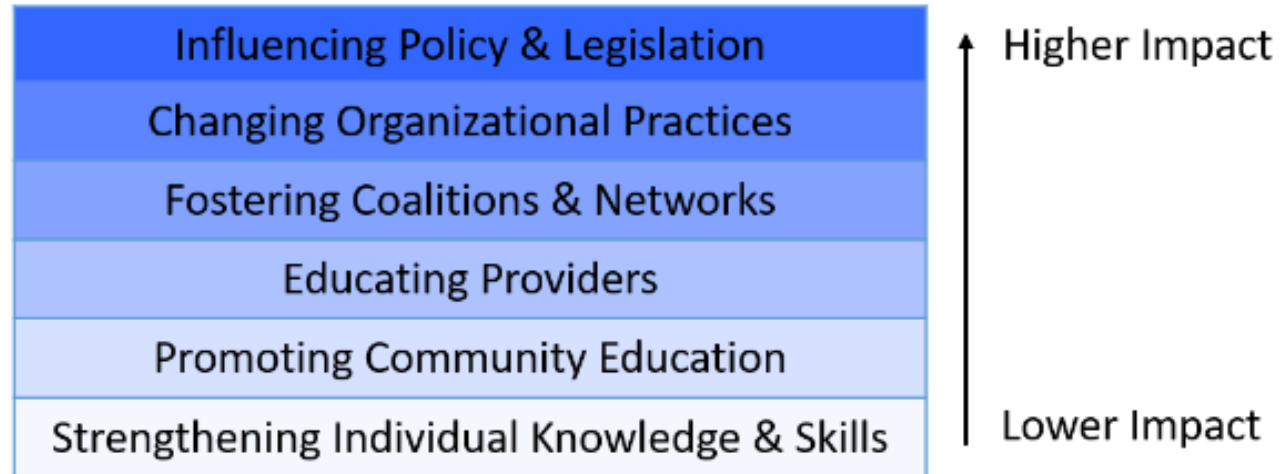 Influencing Policy & Legislation
Changing Organizational Practices
Fostering Coalitions & Networks
Educating Providers
Promoting Community Education
Strengthening Individual Knowledge & Skills
Higher Impact
Lower Impact